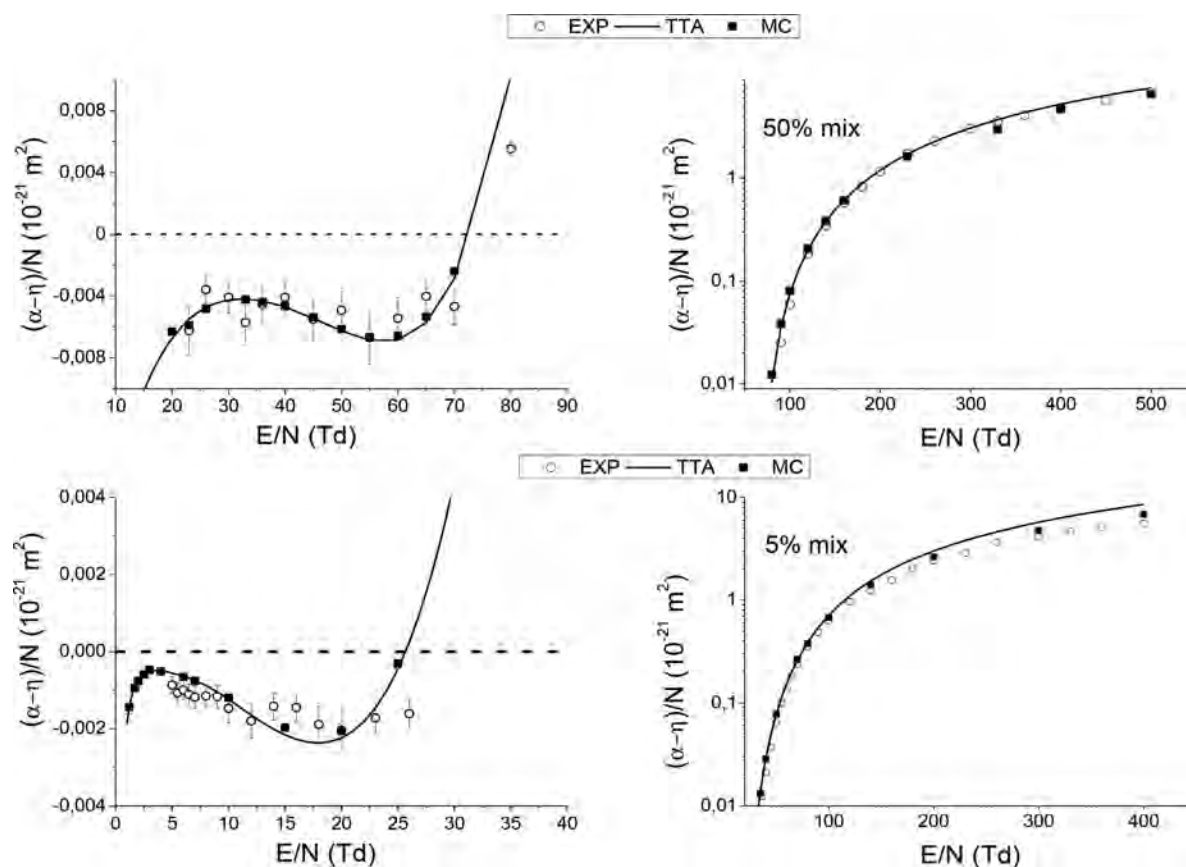 EXP TTA MC
0,008
0,004
0
-0,004
-0,008
(α–η)/N (10⁻²¹ m²)
10 20 30 40 50 60 70 80 90
E/N (Td)
50% mix
1
0,1
0,01
(α–η)/N (10⁻²¹ m²)
100 200 300 400 500
E/N (Td)
EXP TTA MC
0,004
0,002
0,000
-0,002
-0,004
(α–η)/N (10⁻²¹ m²)
0 5 10 15 20 25 30 35 40
E/N (Td)
5% mix
10
1
0,1
0,01
(α–η)/N (10⁻²¹ m²)
100 200 300 400
E/N (Td)